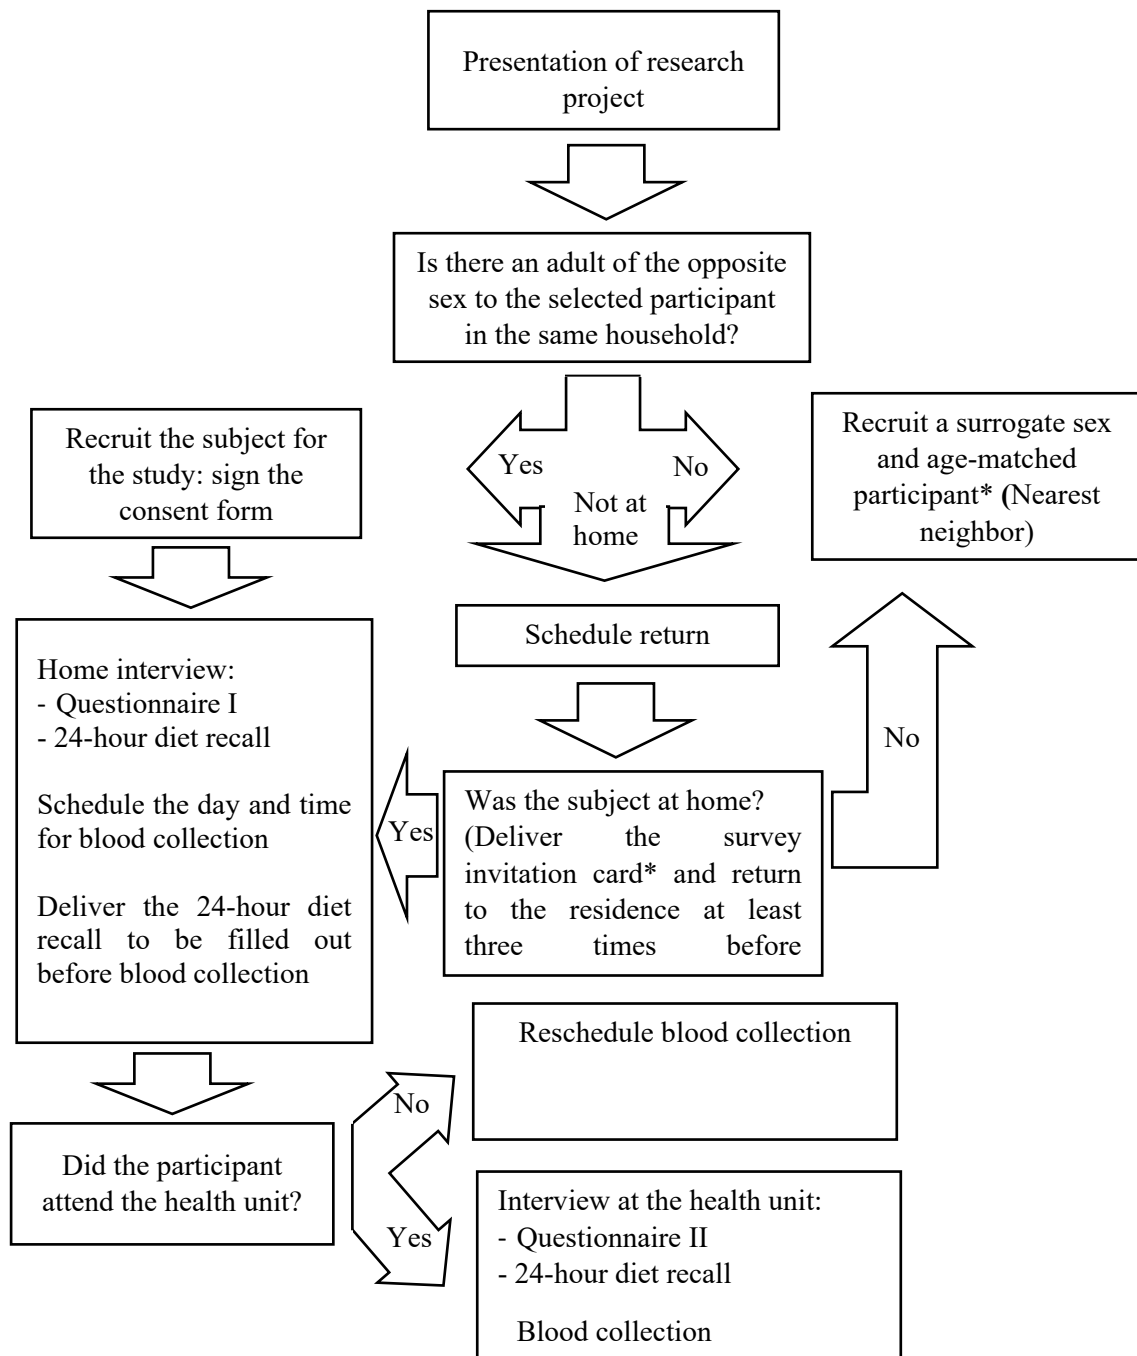 Presentation of research
project
Is there an adult of the opposite
sex to the selected participant
in the same household?
Yes
No
Not at
home
Recruit the subject for
the study: sign the
consent form
Recruit a surrogate sex
and age-matched
participant* (Nearest
neighbor)
Schedule return
Home interview:
- Questionnaire I
- 24-hour diet recall
Schedule the day and time
for blood collection
Deliver the 24-hour diet
recall to be filled out
before blood collection
Yes
Was the subject at home?
(Deliver the survey
invitation card* and return
to the residence at least
three times before
No
Reschedule blood collection
No
Did the participant
attend the health unit?
Yes
Interview at the health unit:
- Questionnaire II
- 24-hour diet recall
Blood collection